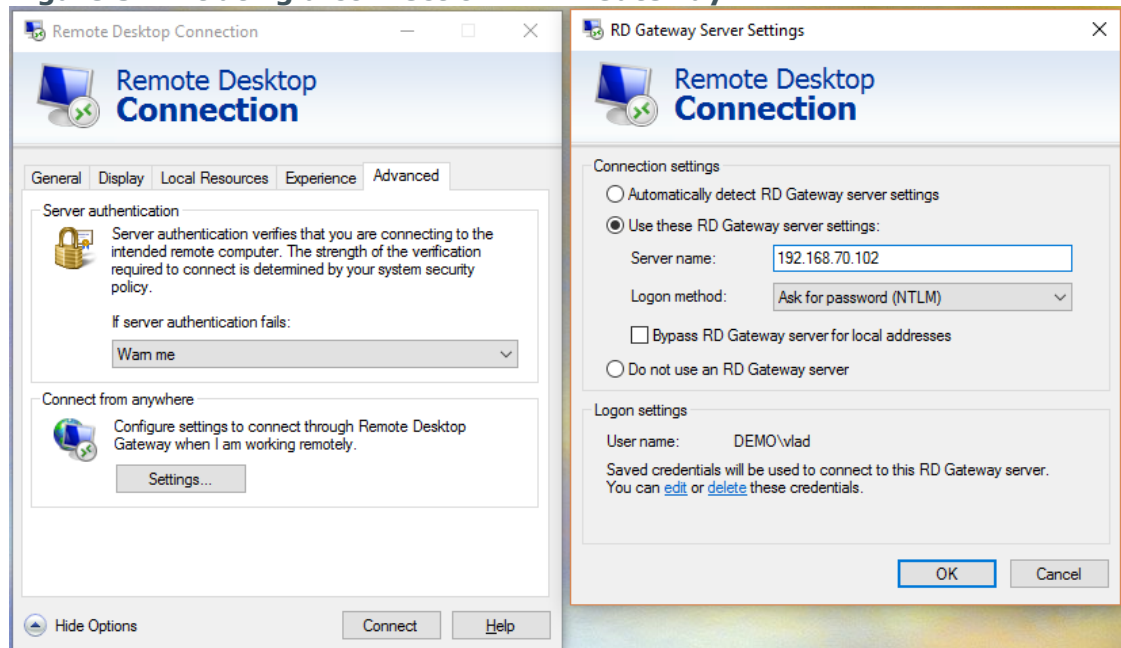 Remote Desktop Connection
Remote Desktop
Connection
General Display Local Resources Experience Advanced
Server authentication
Server authentication verifies that you are connecting to the
intended remote computer. The strength of the verification
required to connect is determined by your system security
policy.
If server authentication fails:
Warn me
Connect from anywhere
Configure settings to connect through Remote Desktop
Gateway when I am working remotely.
Settings...
Hide Options
Connect
Help
RD Gateway Server Settings
Remote Desktop
Connection
Connection settings
Automatically detect RD Gateway server settings
Use these RD Gateway server settings:
Server name: 192.168.70.102
Logon method: Ask for password (NTLM)
Bypass RD Gateway server for local addresses
Do not use an RD Gateway server
Logon settings
User name: DEMO\vlad
Saved credentials will be used to connect to this RD Gateway server.
You can edit or delete these credentials.
OK
Cancel